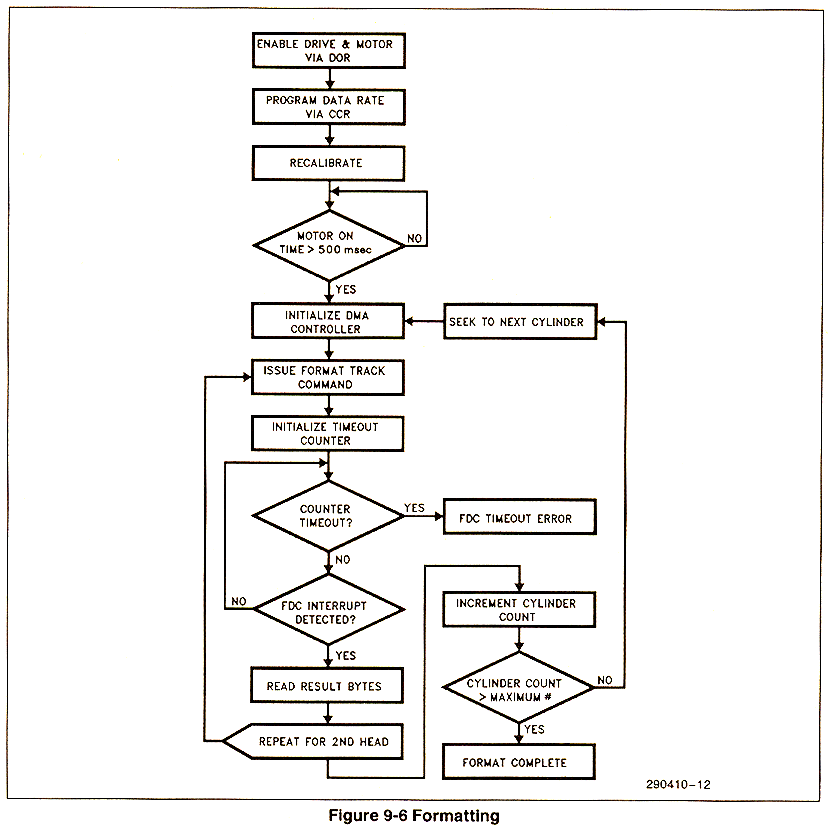 ENABLE DRIVE & MOTOR
VIA DOR
PROGRAM DATA RATE
VIA CCR
RECALIBRATE
MOTOR ON
TIME > 500 msec
NO
YES
INITIALIZE DMA
CONTROLLER
SEEK TO NEXT CYLINDER
ISSUE FORMAT TRACK
COMMAND
INITIALIZE TIMEOUT
COUNTER
COUNTER
TIMEOUT?
YES
FDC TIMEOUT ERROR
NO
FDC INTERRUPT
DETECTED?
NO
YES
READ RESULT BYTES
REPEAT FOR 2ND HEAD
INCREMENT CYLINDER
COUNT
CYLINDER COUNT
> MAXIMUM #
NO
YES
FORMAT COMPLETE
290410-12
Figure 9-6 Formatting